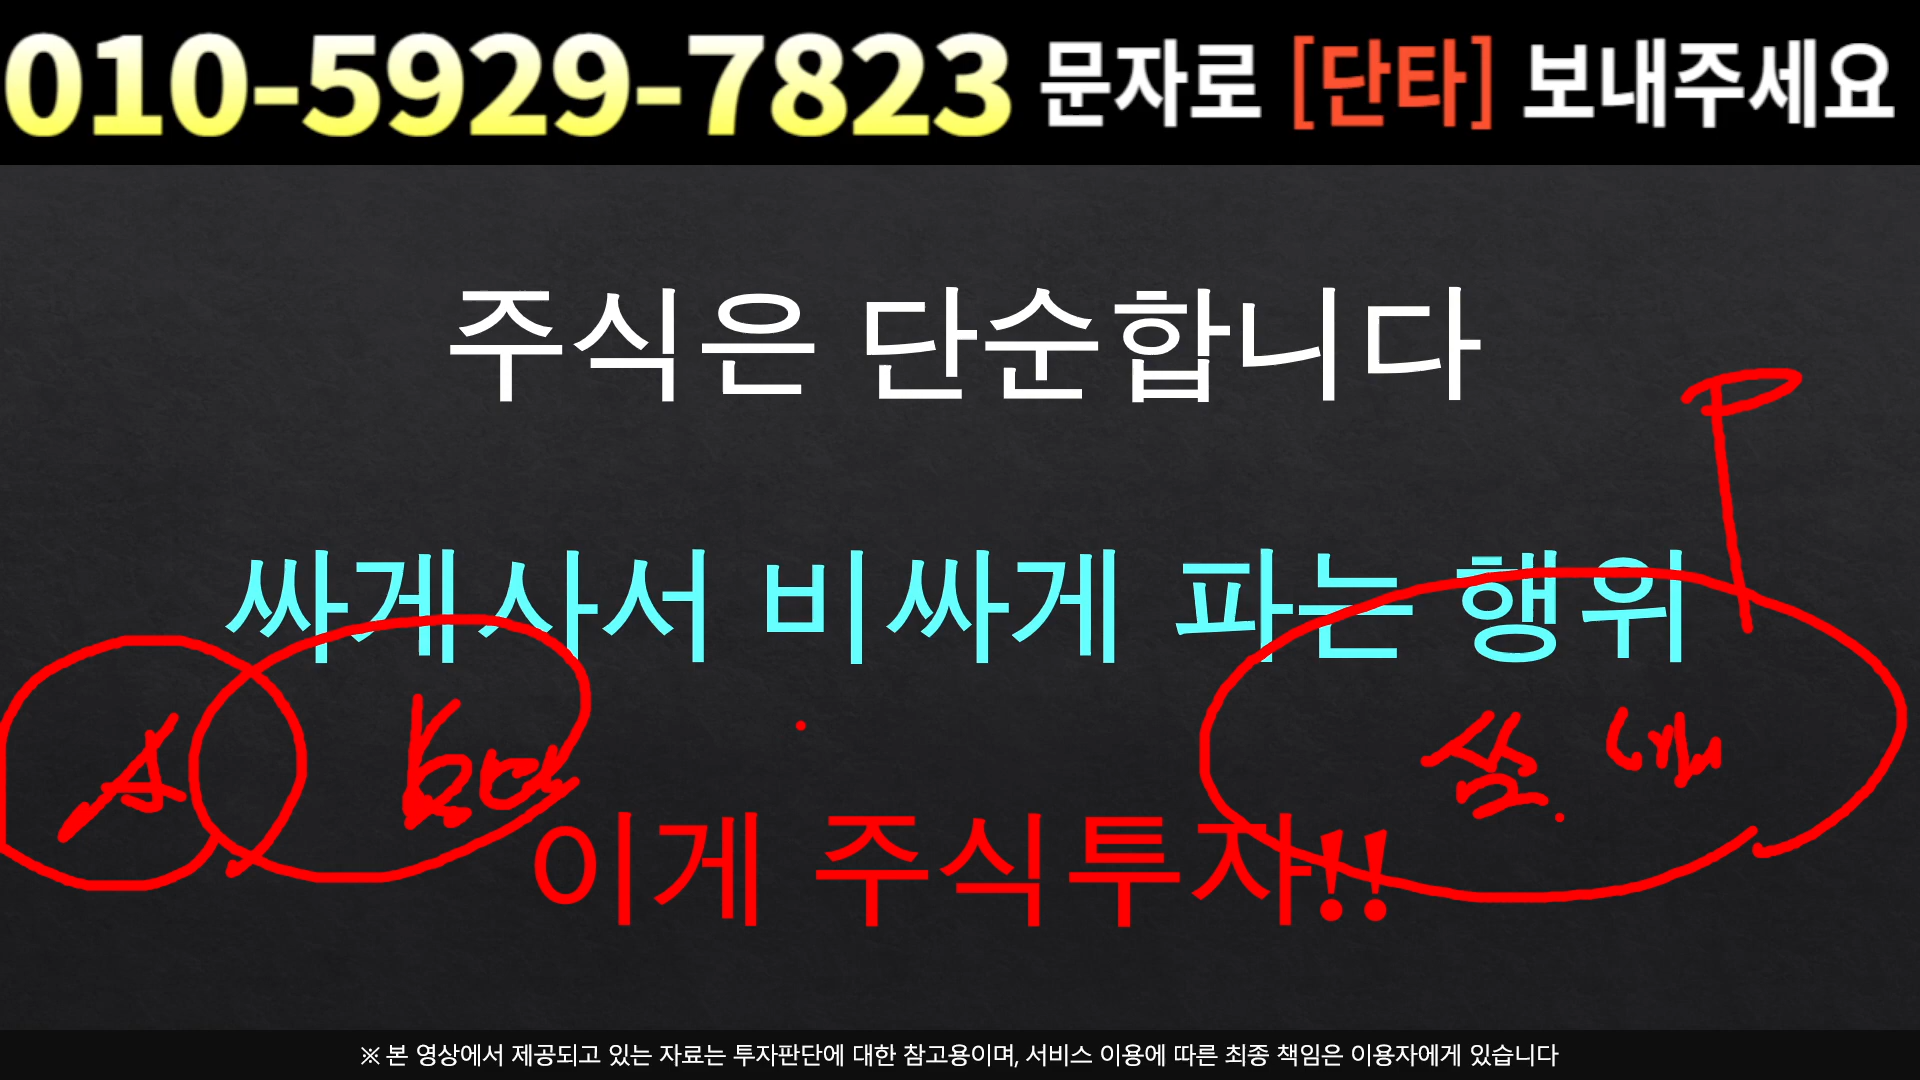 010-5929-7823 문자로 [단타] 보내주세요
주식은 단순합니다
싸게사서 비싸게 파는 행위
이게 주식투자!!
※ 본 영상에서 제공되고 있는 자료는 투자판단에 대한 참고용이며, 서비스 이용에 따른 최종 책임은 이용자에게 있습니다